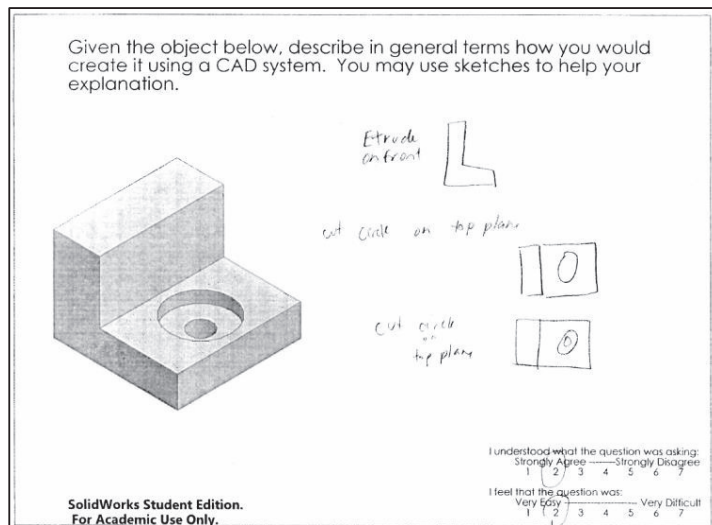 Given the object below, describe in general terms how you would
create it using a CAD system.  You may use sketches to help your
explanation.
Extrude
on front
cut circle on top plane
cut circle
on
top plane
I understood what the question was asking:
Strongly Agree --------Strongly Disagree
1 2 3 4 5 6 7
I feel that the question was:
Very Easy -------------------- Very Difficult
1 2 3 4 5 6 7
SolidWorks Student Edition.
For Academic Use Only.